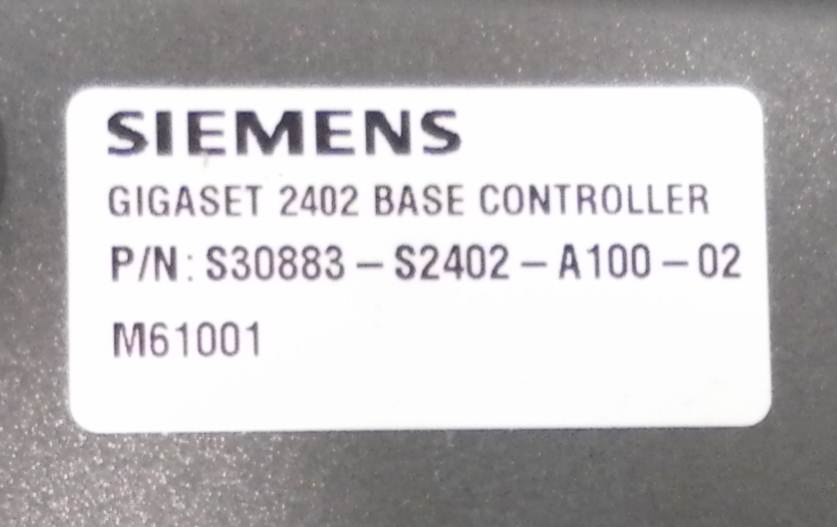 SIEMENS
GIGASET 2402 BASE CONTROLLER
P/N: S30883 – S2402 – A100 – 02
M61001